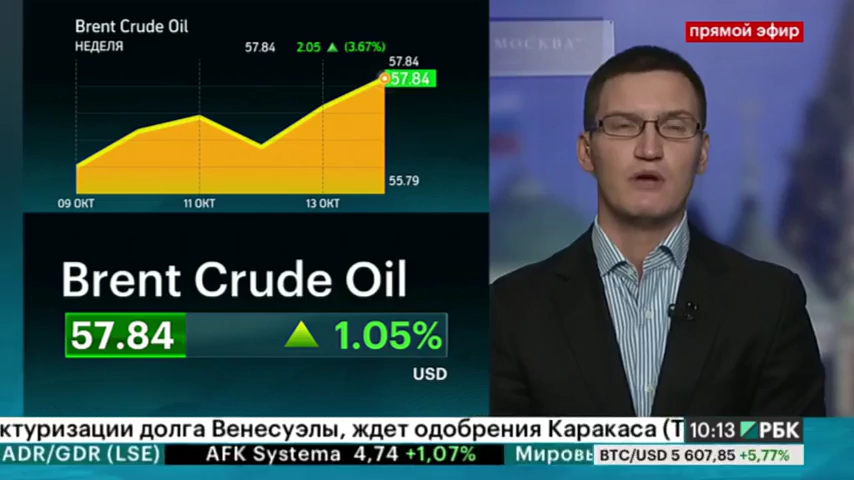 Brent Crude Oil
НЕДЕЛЯ
57.84 2.05 ▲ (3.67%)
57.84
57.84
55.79
09 ОКТ 11 ОКТ 13 ОКТ
МОСКВА
прямой эфир
Brent Crude Oil
57.84 ▲ 1.05%
USD
ктуризации долга Венесуэлы, ждет одобрения Каракаса (Т
10:13 РБК
ADR/GDR (LSE) AFK Systema 4,74 +1,07% Мировы
BTC/USD 5 607,85 +5,77%